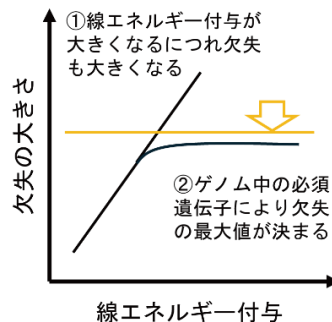 ①線エネルギー付与が
大きくなるにつれ欠失
も大きくなる
欠失の大きさ
②ゲノム中の必須
遺伝子により欠失
の最大値が決まる
線エネルギー付与